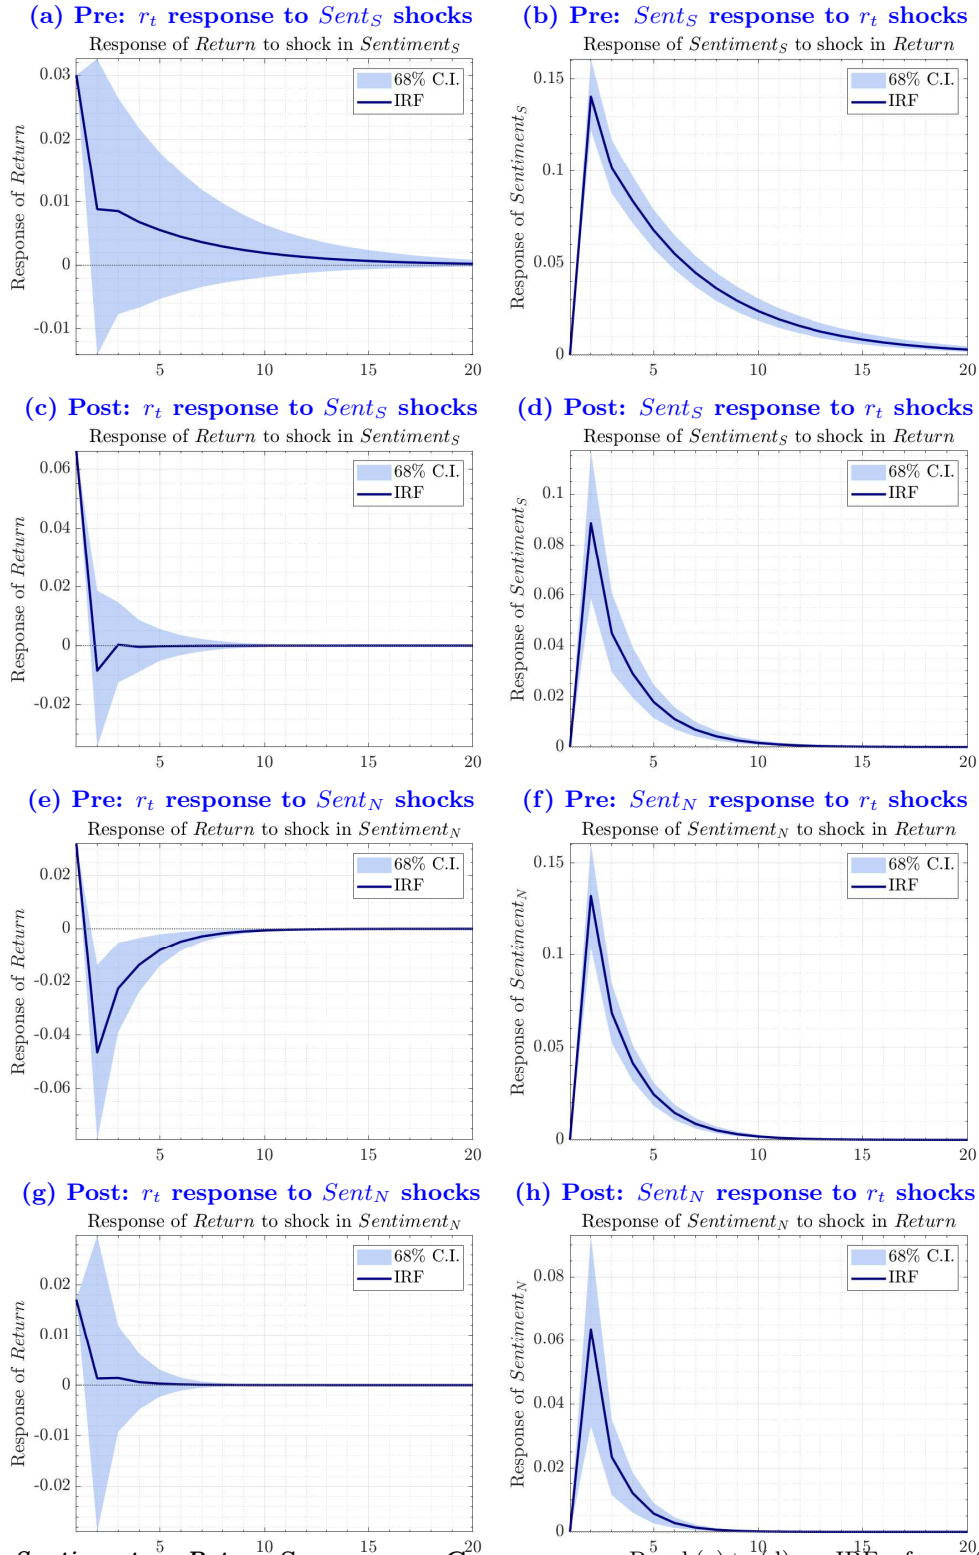 (a) Pre: r_t response to Sent_S shocks
Response of Return to shock in Sentiment_S
Response of Return
0.03
0.02
0.01
0
-0.01
5
10
15
20
68% C.I.
IRF
(b) Pre: Sent_S response to r_t shocks
Response of Sentiment_S to shock in Return
Response of Sentiment_S
0.15
0.1
0.05
0
5
10
15
20
68% C.I.
IRF
(c) Post: r_t response to Sent_S shocks
Response of Return to shock in Sentiment_S
Response of Return
0.06
0.04
0.02
0
-0.02
5
10
15
20
68% C.I.
IRF
(d) Post: Sent_S response to r_t shocks
Response of Sentiments_S to shock in Return
Response of Sentiments_S
0.1
0.08
0.06
0.04
0.02
0
5
10
15
20
68% C.I.
IRF
(e) Pre: r_t response to Sent_N shocks
Response of Return to shock in Sentiment_N
Response of Return
0.02
0
-0.02
-0.04
-0.06
5
10
15
20
68% C.I.
IRF
(f) Pre: Sent_N response to r_t shocks
Response of Sentiment_N to shock in Return
Response of Sentiment_N
0.15
0.1
0.05
0
5
10
15
20
68% C.I.
IRF
(g) Post: r_t response to Sent_N shocks
Response of Return to shock in Sentiment_N
Response of Return
0.02
0.01
0
-0.01
-0.02
5
10
15
20
68% C.I.
IRF
(h) Post: Sent_N response to r_t shocks
Response of Sentiment_N to shock in Return
Response of Sentiment_N
0.08
0.06
0.04
0.02
0
5
10
15
20
68% C.I.
IRF